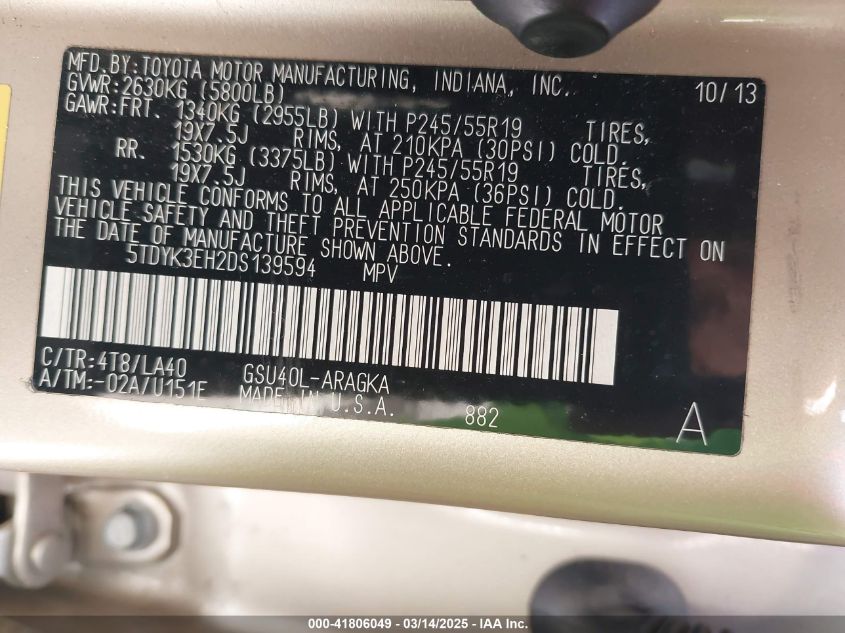 MFD. BY: TOYOTA MOTOR MANUFACTURING, INDIANA, INC. 10/13
GVWR: 2630KG (5800LB)
GAWR: FRT. 1340KG (2955LB) WITH P245/55R19 TIRES,
19X7.5J RIMS, AT 210KPA (30PSI) COLD.
RR. 1530KG (3375LB) WITH P245/55R19 TIRES,
19X7.5J RIMS, AT 250KPA (36PSI) COLD.
THIS VEHICLE CONFORMS TO ALL APPLICABLE FEDERAL MOTOR
VEHICLE SAFETY AND THEFT PREVENTION STANDARDS IN EFFECT ON
THE DATE OF MANUFACTURE SHOWN ABOVE.
5TDYK3EH2DS139594 MPV
C/TR: 4T8/LA40 GSU40L-ARAGKA
A/TM: -02A/U151E MADE IN U.S.A. 882 A
000-41806049 - 03/14/2025 - IAA Inc.